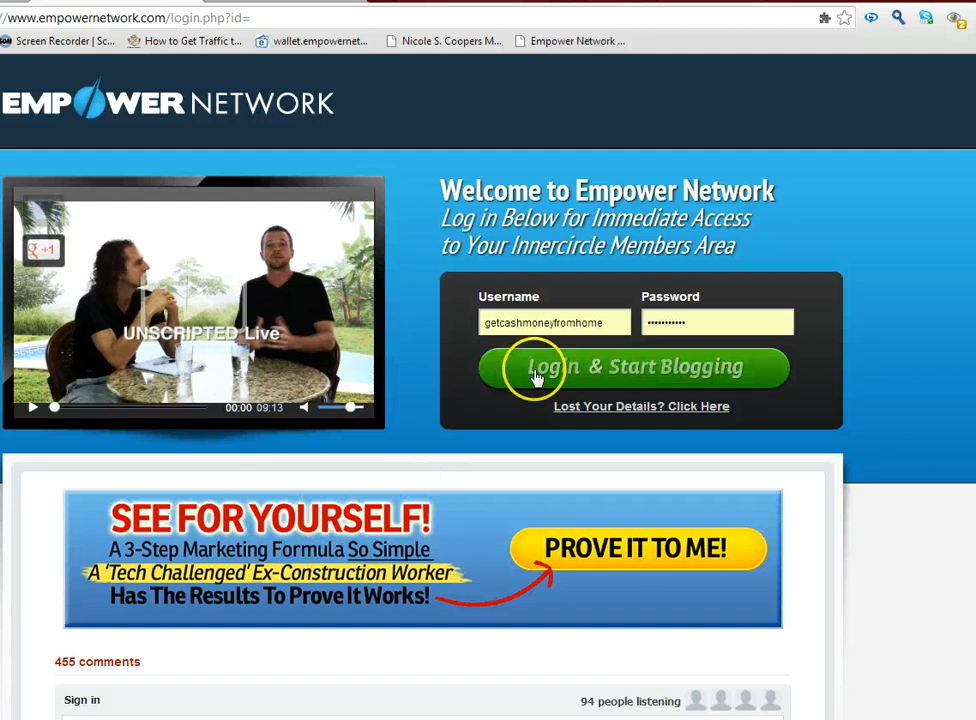 //www.empowernetwork.com/login.php?id=
Screen Recorder | Sc...
How to Get Traffic t...
wallet.empowernet...
Nicole S. Coopers M...
Empower Network ...
2
EMPOWER NETWORK
Welcome to Empower Network
Log in Below for Immediate Access
to Your Innercircle Members Area
+1
UNSCRIPTED Live
00:00 09:13
Username
Password
getcashmoneyfromhome
•••••••••••
Login & Start Blogging
Lost Your Details? Click Here
SEE FOR YOURSELF!
A 3-Step Marketing Formula So Simple
A 'Tech Challenged' Ex-Construction Worker
Has The Results To Prove It Works!
PROVE IT TO ME!
455 comments
Sign in
94 people listening